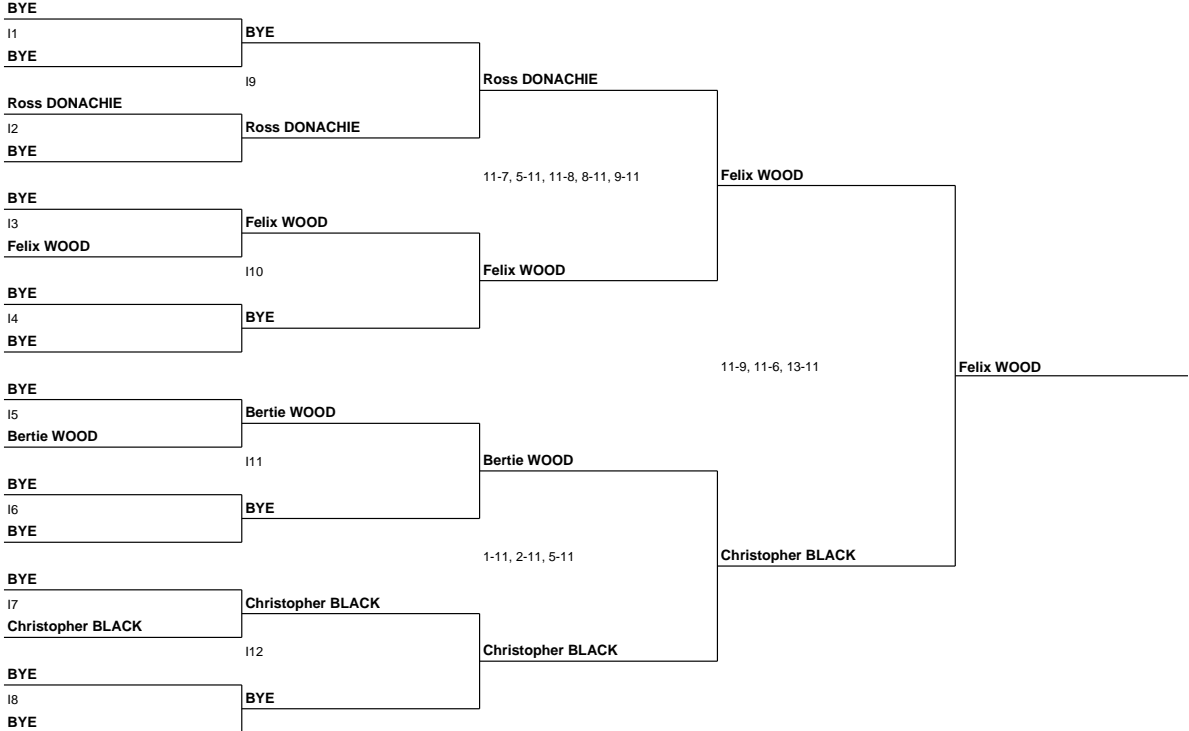 BYE
I1
BYE
BYE
I9
Ross DONACHIE
Ross DONACHIE
I2
Ross DONACHIE
BYE
11-7, 5-11, 11-8, 8-11, 9-11
Felix WOOD
BYE
I3
Felix WOOD
Felix WOOD
I10
Felix WOOD
BYE
I4
BYE
BYE
11-9, 11-6, 13-11
Felix WOOD
BYE
I5
Bertie WOOD
Bertie WOOD
I11
Bertie WOOD
BYE
I6
BYE
BYE
1-11, 2-11, 5-11
Christopher BLACK
BYE
I7
Christopher BLACK
Christopher BLACK
I12
Christopher BLACK
BYE
I8
BYE
BYE